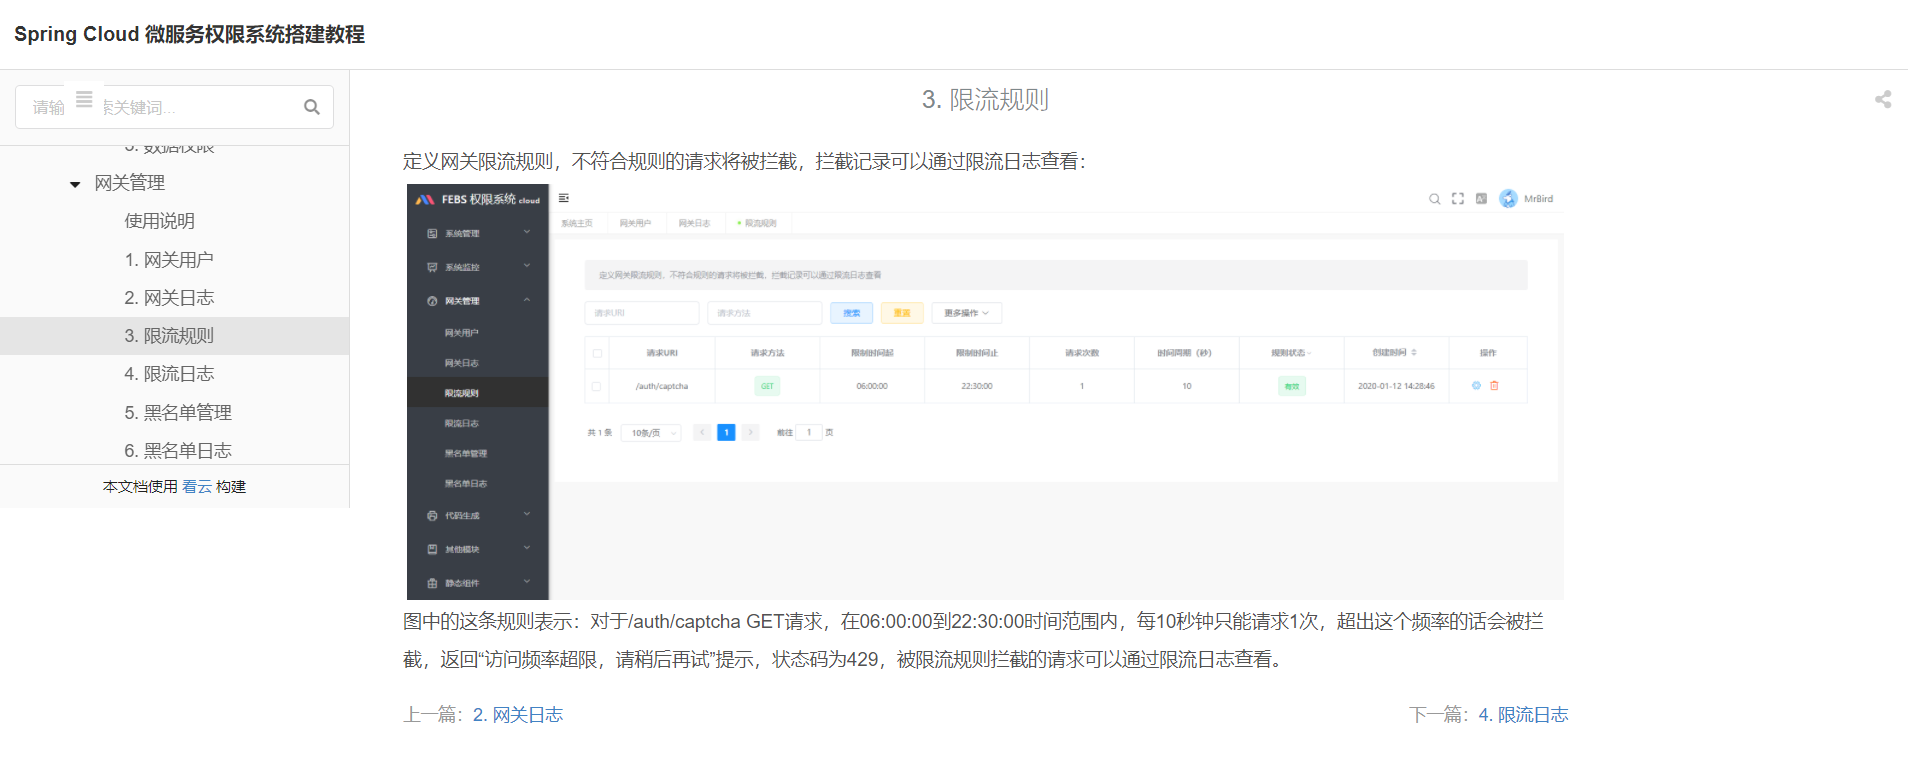 Spring Cloud 微服务权限系统搭建教程
请输 索关键词...
3. 数据权限
网关管理
使用说明
1. 网关用户
2. 网关日志
3. 限流规则
4. 限流日志
5. 黑名单管理
6. 黑名单日志
本文档使用 看云 构建
3. 限流规则
定义网关限流规则，不符合规则的请求将被拦截，拦截记录可以通过限流日志查看：
FEBS 权限系统 cloud
MrBird
系统主页 网关用户 网关日志 限流规则
系统管理
系统监控
网关管理
网关用户
网关日志
限流规则
限流日志
黑名单管理
黑名单日志
代码生成
其他模块
静态组件
定义网关限流规则，不符合规则的请求将被拦截，拦截记录可以通过限流日志查看
请求URI 请求方法 搜索 重置 更多操作
请求URI 请求方法 限制时间起 限制时间止 请求次数 时间周期（秒） 规则状态 创建时间 操作
/auth/captcha GET 06:00:00 22:30:00 1 10 有效 2020-01-12 14:28:46
共 1 条 10条/页 1 前往 1 页
图中的这条规则表示：对于/auth/captcha GET请求，在06:00:00到22:30:00时间范围内，每10秒钟只能请求1次，超出这个频率的话会被拦
截，返回“访问频率超限，请稍后再试”提示，状态码为429，被限流规则拦截的请求可以通过限流日志查看。
上一篇：2. 网关日志 下一篇：4. 限流日志